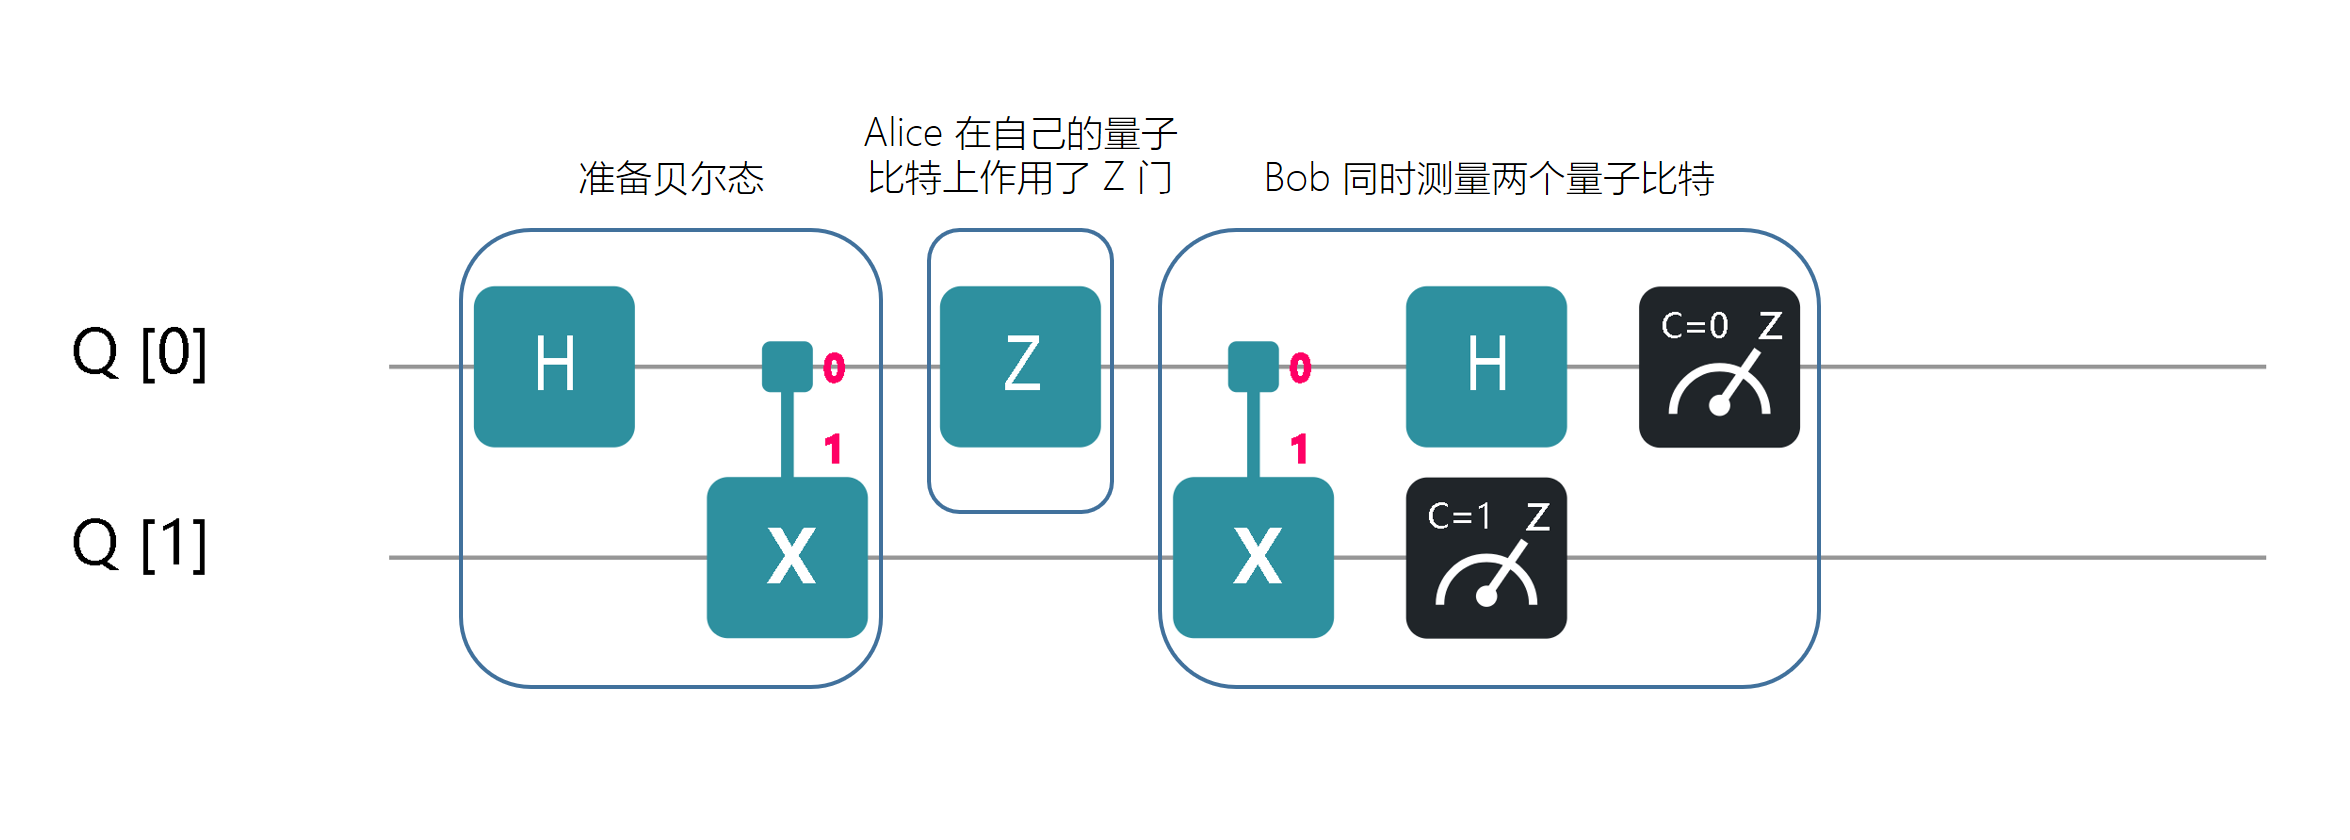 Alice 在自己的量子
比特上作用了 Z 门
准备贝尔态
Bob 同时测量两个量子比特
Q [0]
H
0
Z
0
H
C=0 Z
1
1
Q [1]
X
X
C=1 Z